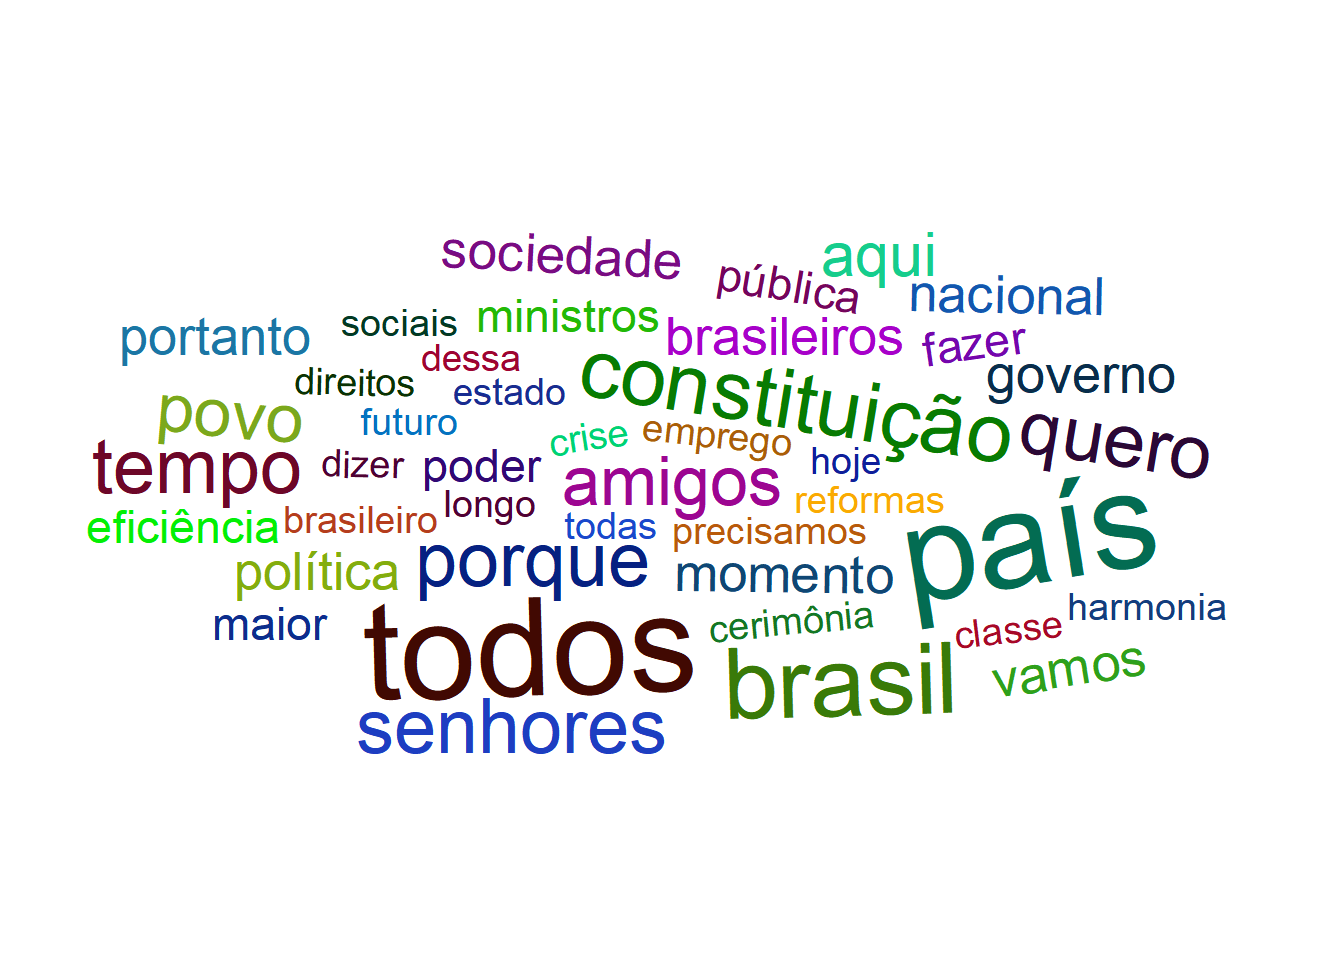 sociedade
aqui
pública
nacional
portanto
sociais
ministros
brasileiros
fazer
dessa
direitos
estado
constituição
governo
povo
futuro
crise
emprego
quero
tempo
dizer
poder
amigos
hoje
longo
reformas
país
eficiência
brasileiro
todas
precisamos
política
porque
momento
maior
todos
cerimônia
classe
harmonia
brasil
vamos
senhores